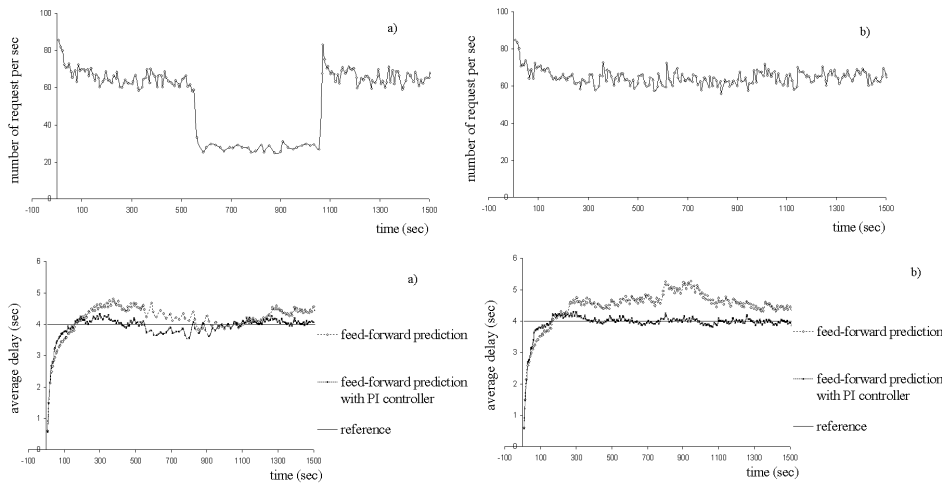 a)
number of request per sec
100
80
60
40
20
0
-100 100 300 500 700 900 1100 1300 1500
time (sec)
b)
number of request per sec
100
80
60
40
20
0
-100 100 300 500 700 900 1100 1300 1500
time (sec)
a)
average delay (sec)
6
5
4
3
2
1
0
-100 100 300 500 700 900 1100 1300 1500
time (sec)
feed-forward prediction
feed-forward prediction
with PI controller
reference
b)
average delay (sec)
6
5
4
3
2
1
0
-100 100 300 500 700 900 1100 1300 1500
time (sec)
feed-forward prediction
feed-forward prediction
with PI controller
reference